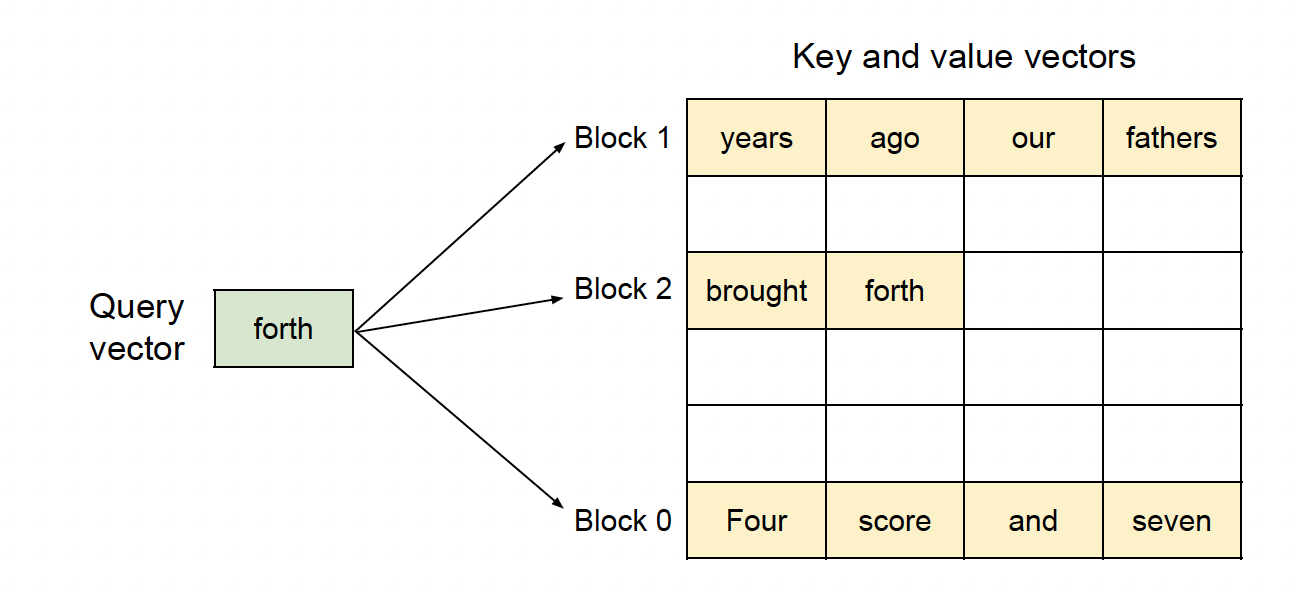 Key and value vectors
Block 1 years ago our fathers
Block 2 brought forth
Query
vector
forth
Block 0 Four score and seven